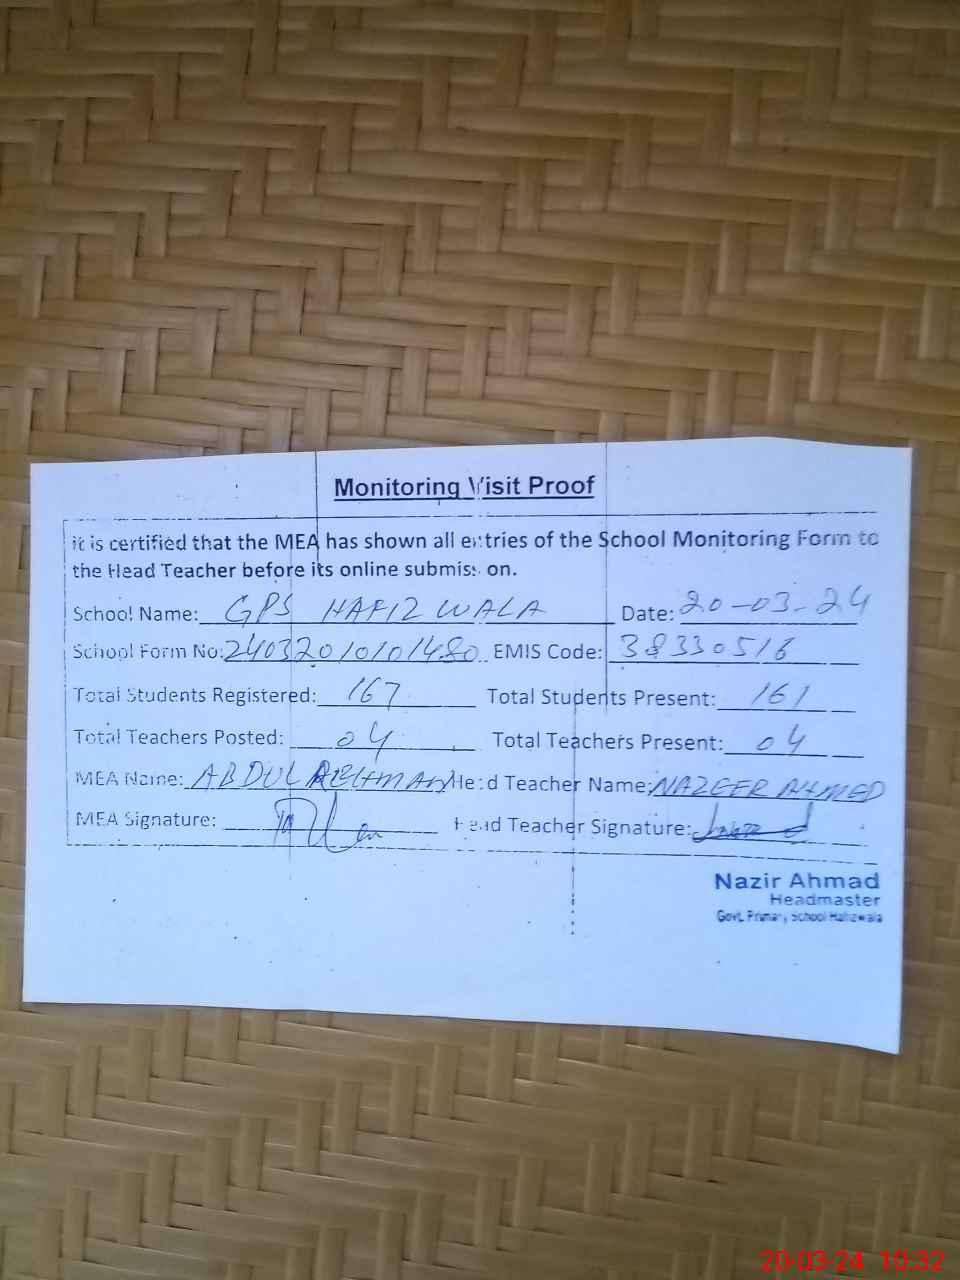 Monitoring Visit Proof
it is certified that the MEA has shown all entries of the School Monitoring Form to
the Head Teacher before its online submission.
School Name: GPS HAFIZ WALA Date: 20-03-24
School Form No: 24032010101480 EMIS Code: 38330516
Total Students Registered: 167 Total Students Present: 161
Total Teachers Posted: 04 Total Teachers Present: 04
MEA Name: ABDUL REHMAN Head Teacher Name: NAZEER AHMED
MEA Signature: Head Teacher Signature:
Nazir Ahmad
Headmaster
Govt. Primary School Hafizwala
20-03-24 10:32